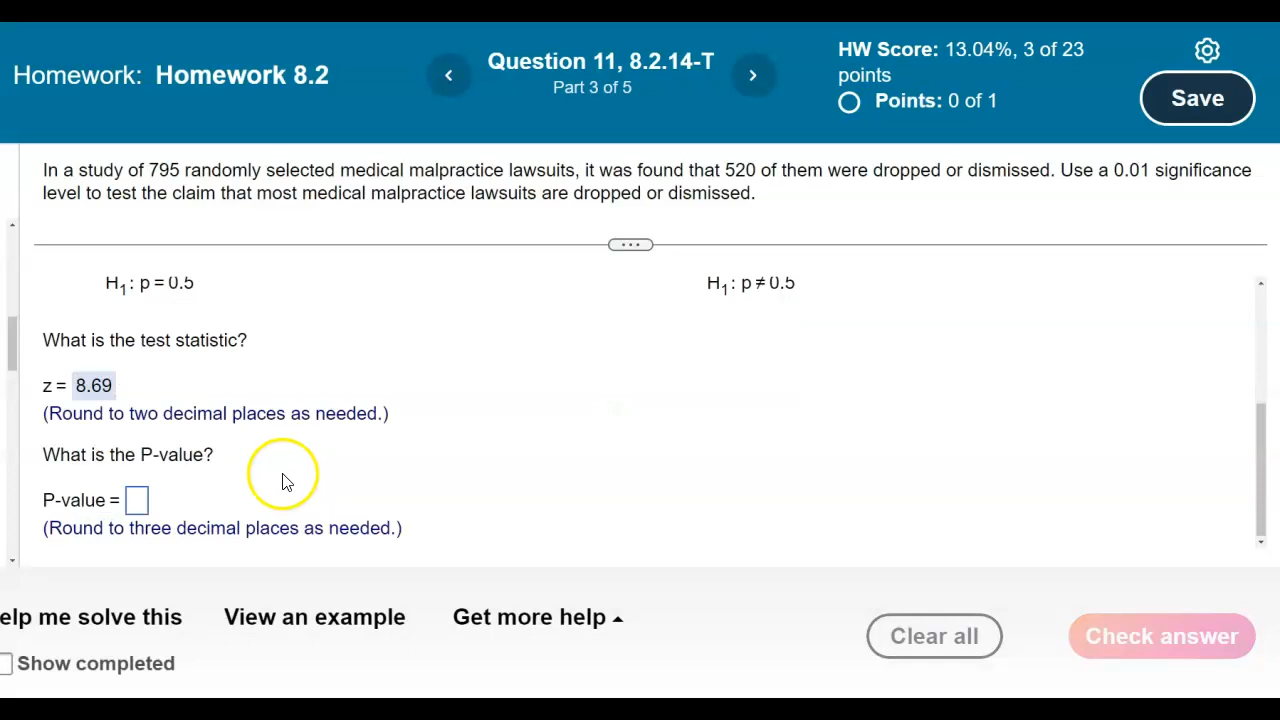 Homework: Homework 8.2
‹
Question 11, 8.2.14-T
Part 3 of 5
›
HW Score: 13.04%, 3 of 23
points
Points: 0 of 1
Save
In a study of 795 randomly selected medical malpractice lawsuits, it was found that 520 of them were dropped or dismissed. Use a 0.01 significance
level to test the claim that most medical malpractice lawsuits are dropped or dismissed.
H₁: p = 0.5
H₁: p ≠ 0.5
What is the test statistic?
z = 8.69
(Round to two decimal places as needed.)
What is the P-value?
P-value =
(Round to three decimal places as needed.)
elp me solve this
View an example
Get more help
Clear all
Check answer
Show completed